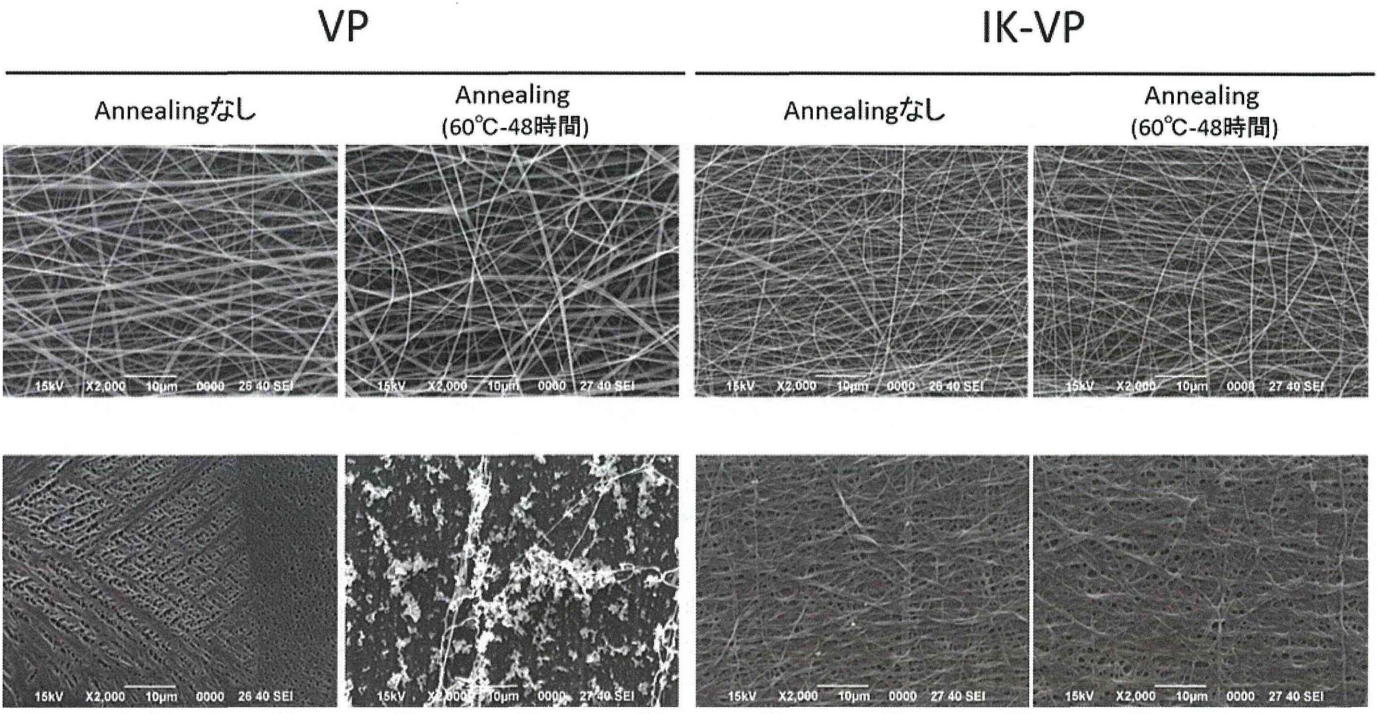 VP
IK-VP
Annealingなし
Annealing
(60℃-48時間)
Annealingなし
Annealing
(60℃-48時間)
15kV X2,000 10μm 0000 26 40 SEI
15kV X2,000 10μm 0000 27 40 SEI
15kV X2,000 10μm 0000 26 40 SEI
15kV X2,000 10μm 0000 27 40 SEI
15kV X2,000 10μm 0000 26 40 SEI
15kV X2,000 10μm 0000 27 40 SEI
15kV X2,000 10μm 0000 27 40 SEI
15kV X2,000 10μm 0000 27 40 SEI